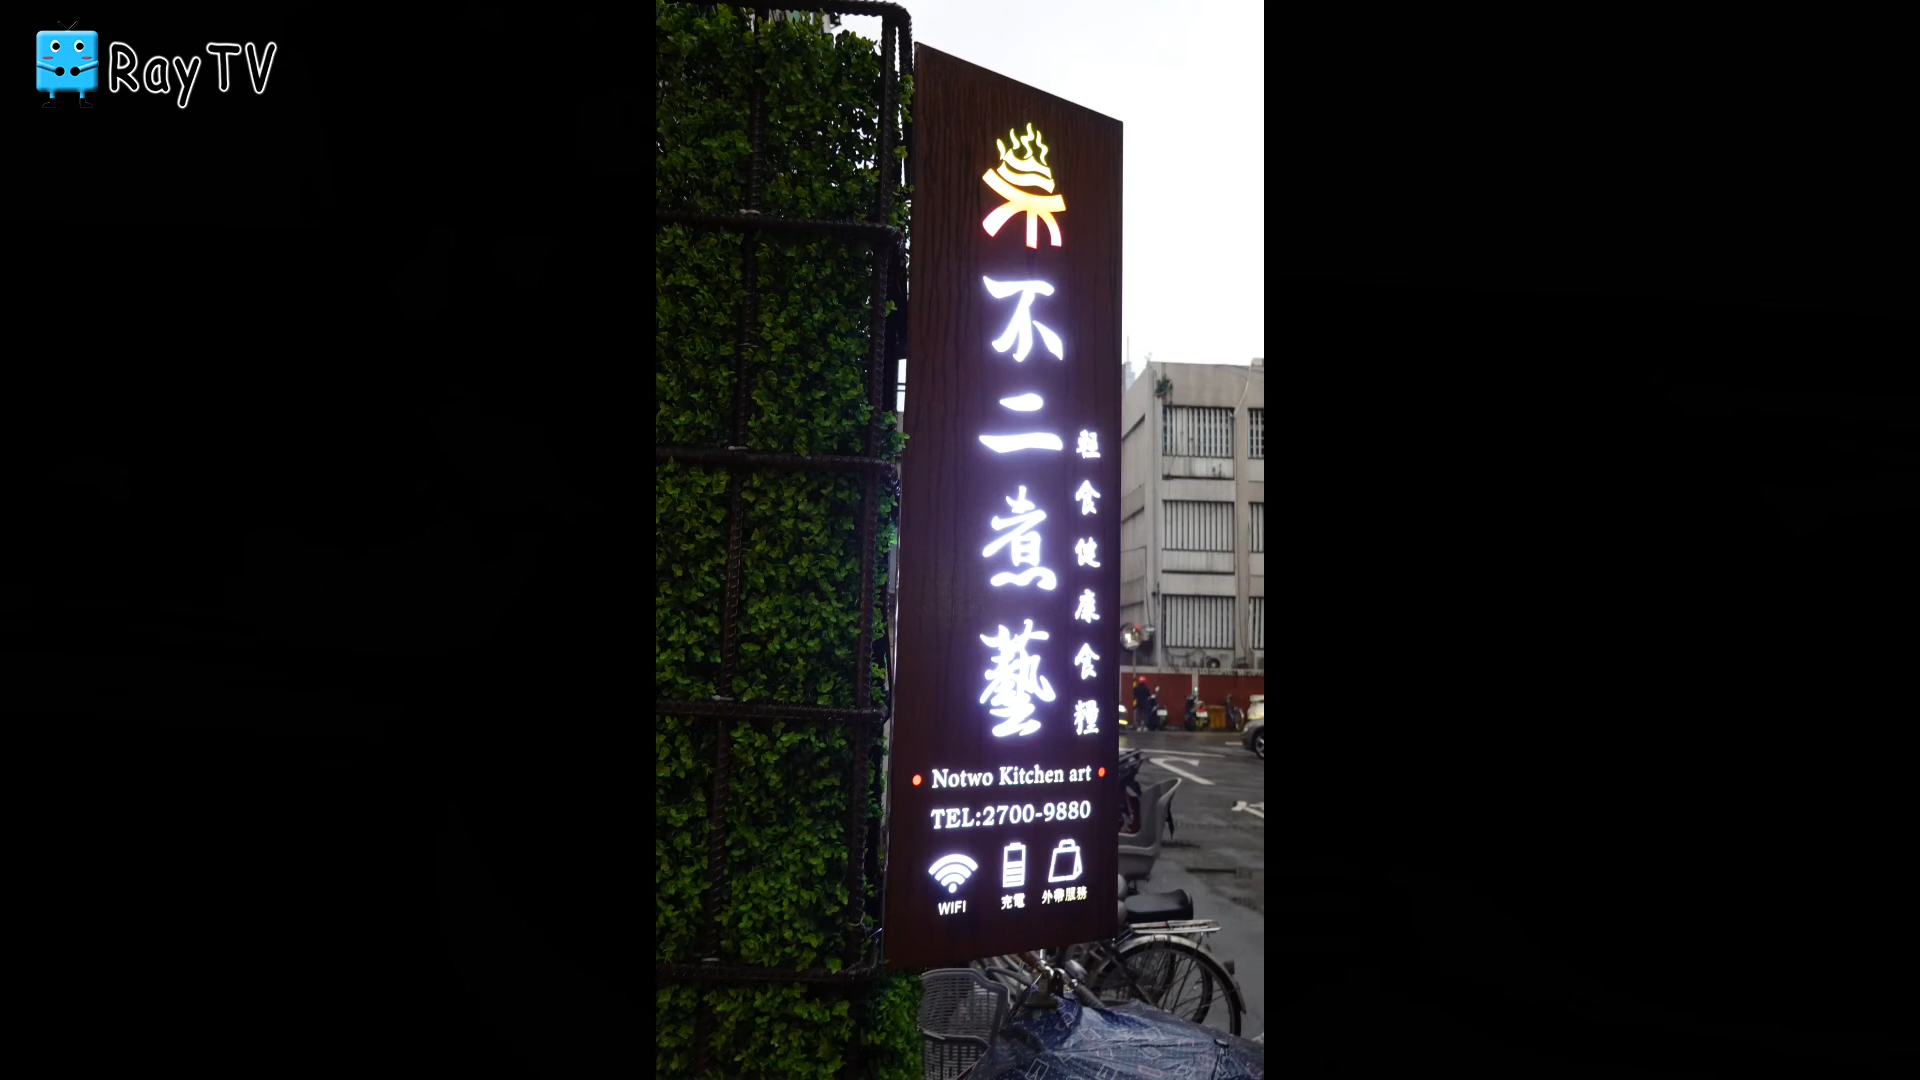 RayTV
不二煮藝
輕食健康食糧
Notwo Kitchen art
TEL:2700-9880
WIFI
充電
外帶服務